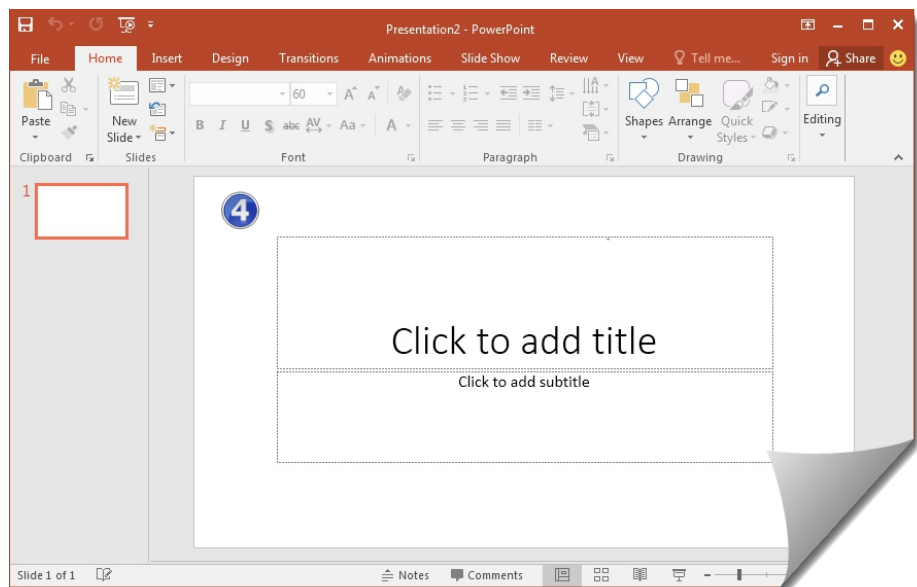 Presentation2 - PowerPoint
File Home Insert Design Transitions Animations Slide Show Review View Tell me... Sign in Share
Paste
New
Slide
60 A A
B I U S abc AV Aa A
Shapes Arrange Quick
Styles
Editing
Clipboard Slides Font Paragraph Drawing
1
4
Click to add title
Click to add subtitle
Slide 1 of 1 Notes Comments